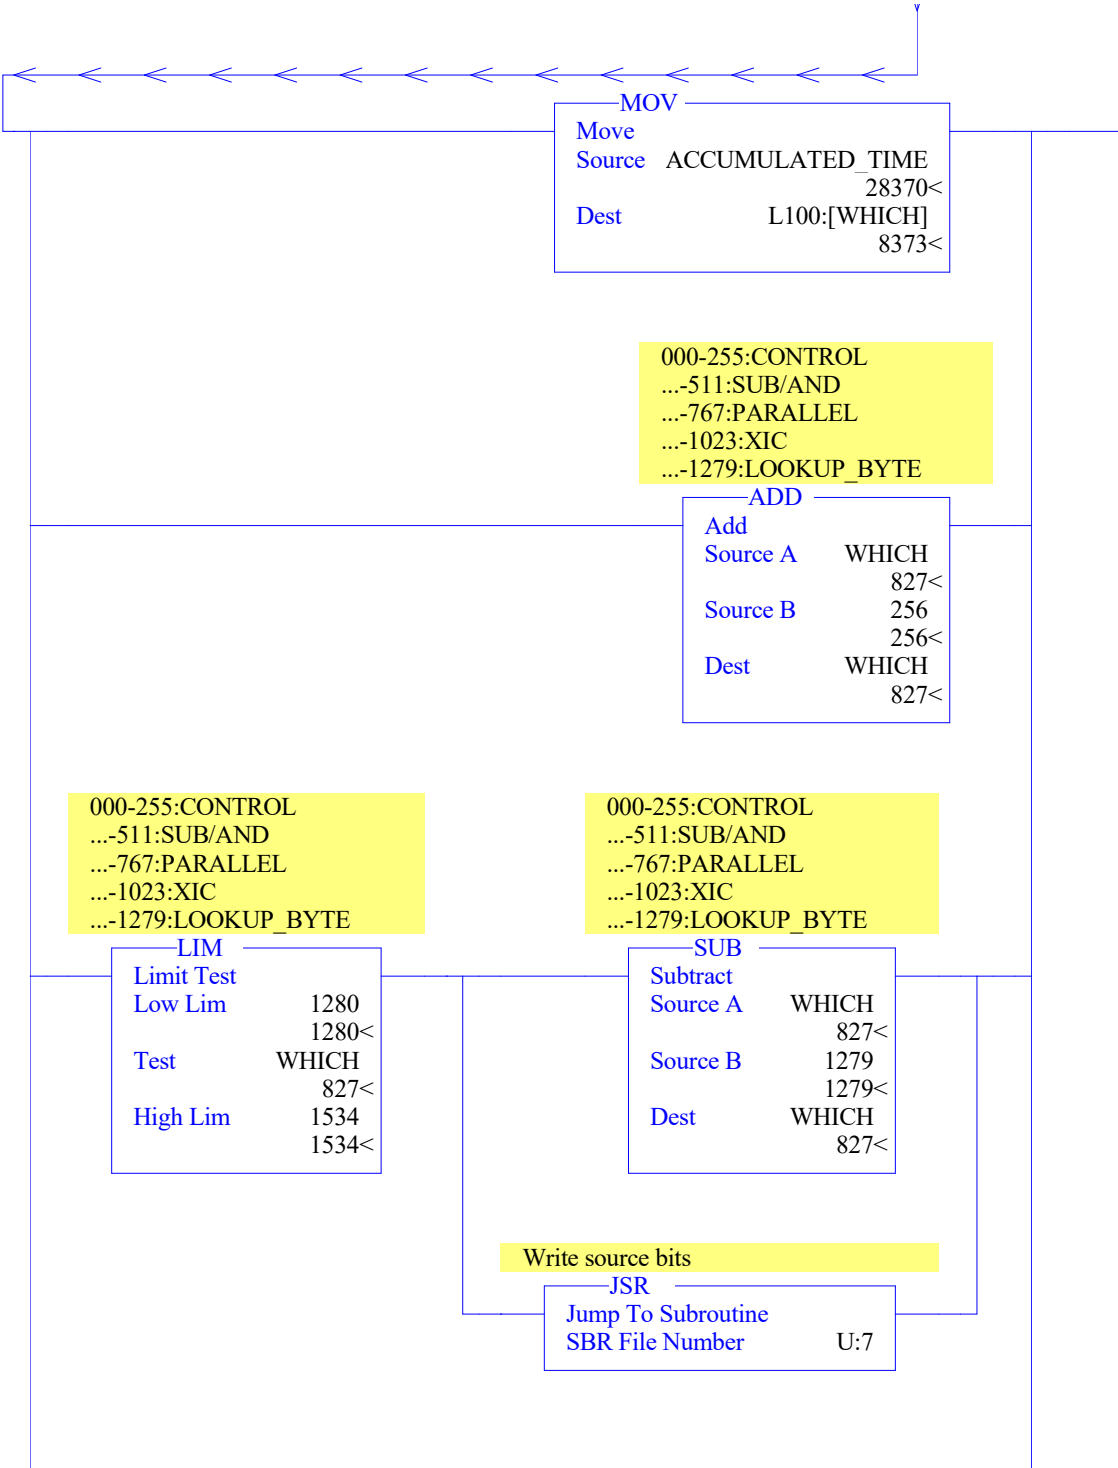 MOV
Move
Source ACCUMULATED_TIME
28370<
Dest L100:[WHICH]
8373<
000-255:CONTROL
...-511:SUB/AND
...-767:PARALLEL
...-1023:XIC
...-1279:LOOKUP_BYTE
ADD
Add
Source A WHICH
827<
Source B 256
256<
Dest WHICH
827<
000-255:CONTROL
...-511:SUB/AND
...-767:PARALLEL
...-1023:XIC
...-1279:LOOKUP_BYTE
LIM
Limit Test
Low Lim 1280
1280<
Test WHICH
827<
High Lim 1534
1534<
000-255:CONTROL
...-511:SUB/AND
...-767:PARALLEL
...-1023:XIC
...-1279:LOOKUP_BYTE
SUB
Subtract
Source A WHICH
827<
Source B 1279
1279<
Dest WHICH
827<
Write source bits
JSR
Jump To Subroutine
SBR File Number U:7